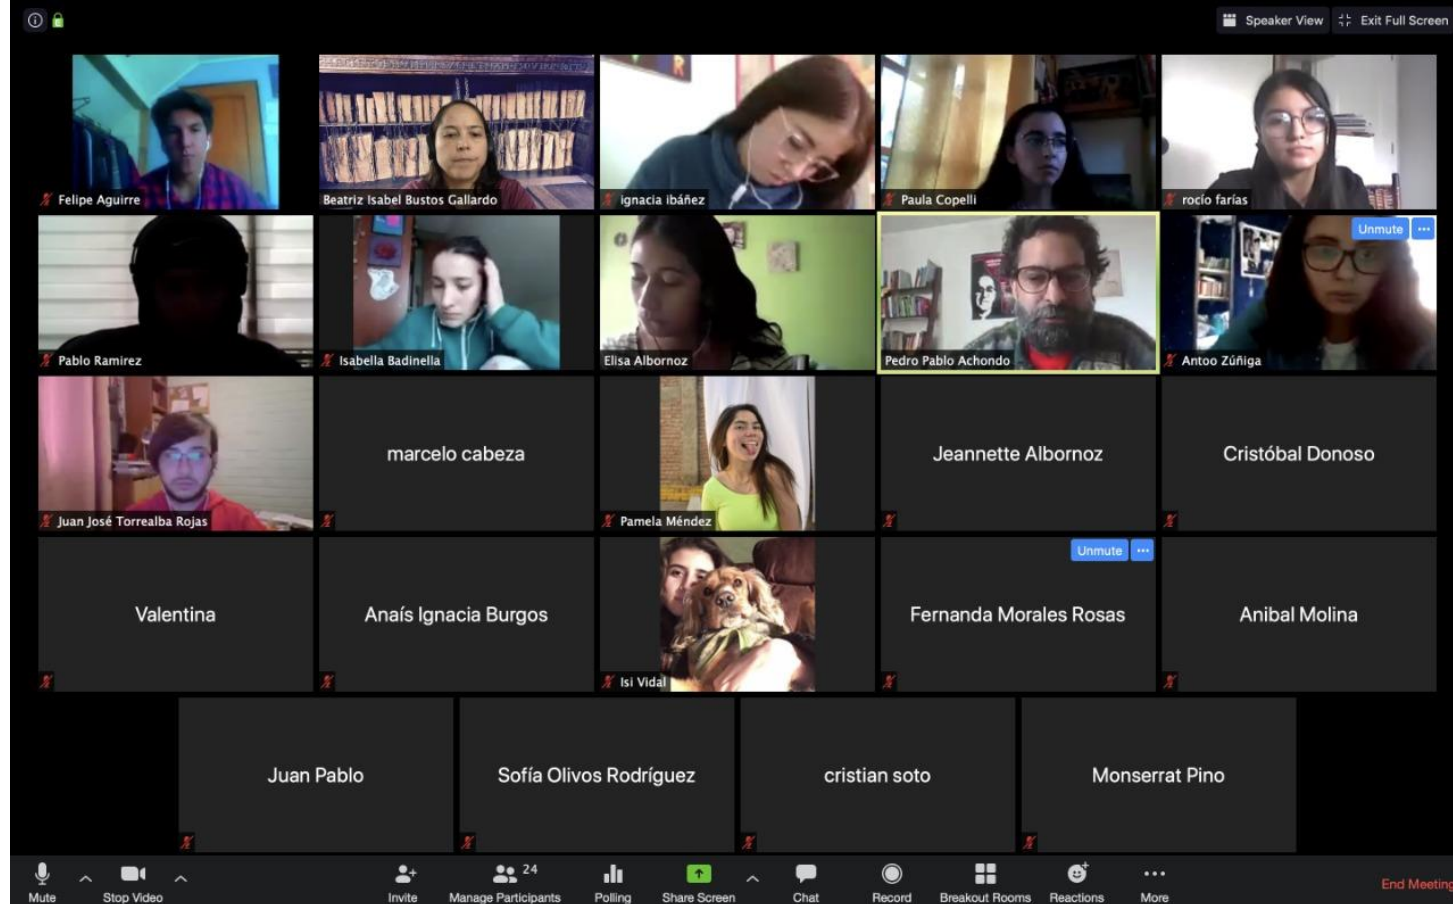 Speaker View Exit Full Screen
Felipe Aguirre
Beatriz Isabel Bustos Gallardo
ignacia ibáñez
Paula Copelli
rocío farías
Pablo Ramirez
Isabella Badinella
Elisa Albornoz
Pedro Pablo Achondo
Unmute ...
Antoo Zúñiga
Juan José Torrealba Rojas
marcelo cabeza
Pamela Méndez
Jeannette Albornoz
Cristóbal Donoso
Valentina
Anaís Ignacia Burgos
Isi Vidal
Unmute ...
Fernanda Morales Rosas
Anibal Molina
Juan Pablo
Sofía Olivos Rodríguez
cristian soto
Monserrat Pino
24
Mute Stop Video Invite Manage Participants Polling Share Screen Chat Record Breakout Rooms Reactions More End Meeting